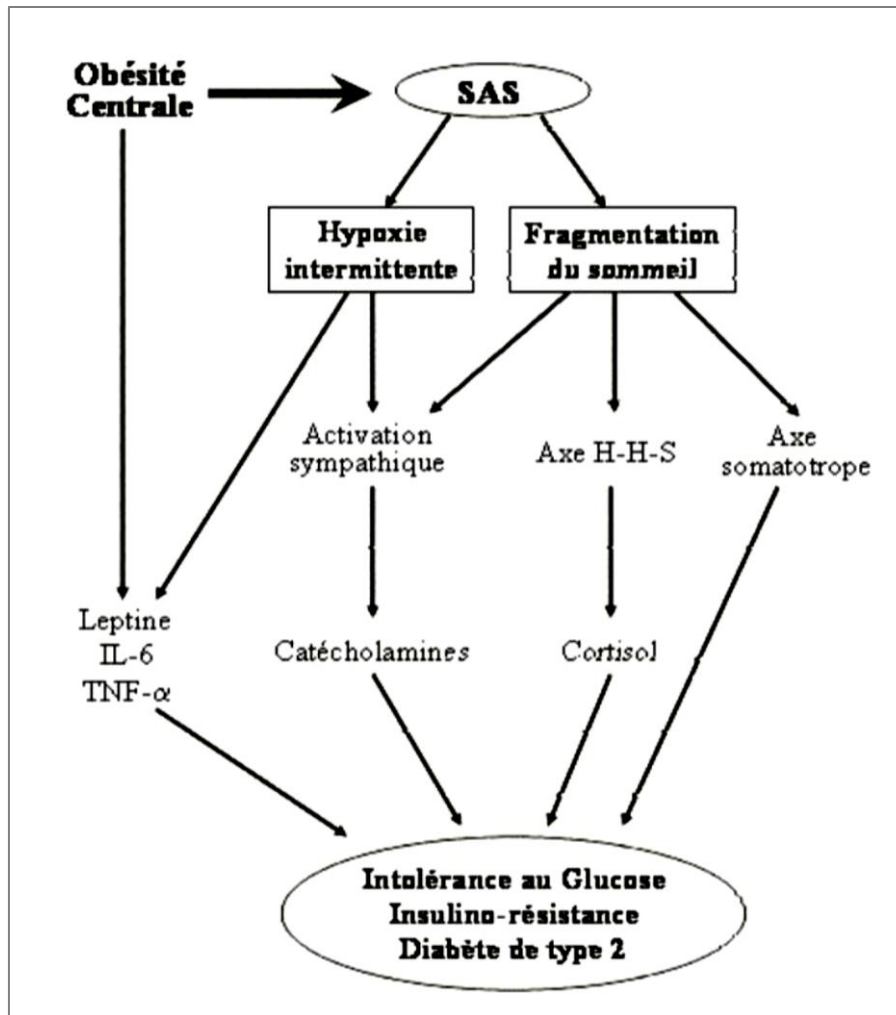 Obésité
Centrale
SAS
Hypoxie
intermittente
Fragmentation
du sommeil
Activation
sympathique
Axe H-H-S
Axe
somatotrope
Leptine
IL-6
TNF-α
Catécholamines
Cortisol
Intolérance au Glucose
Insulino-résistance
Diabète de type 2